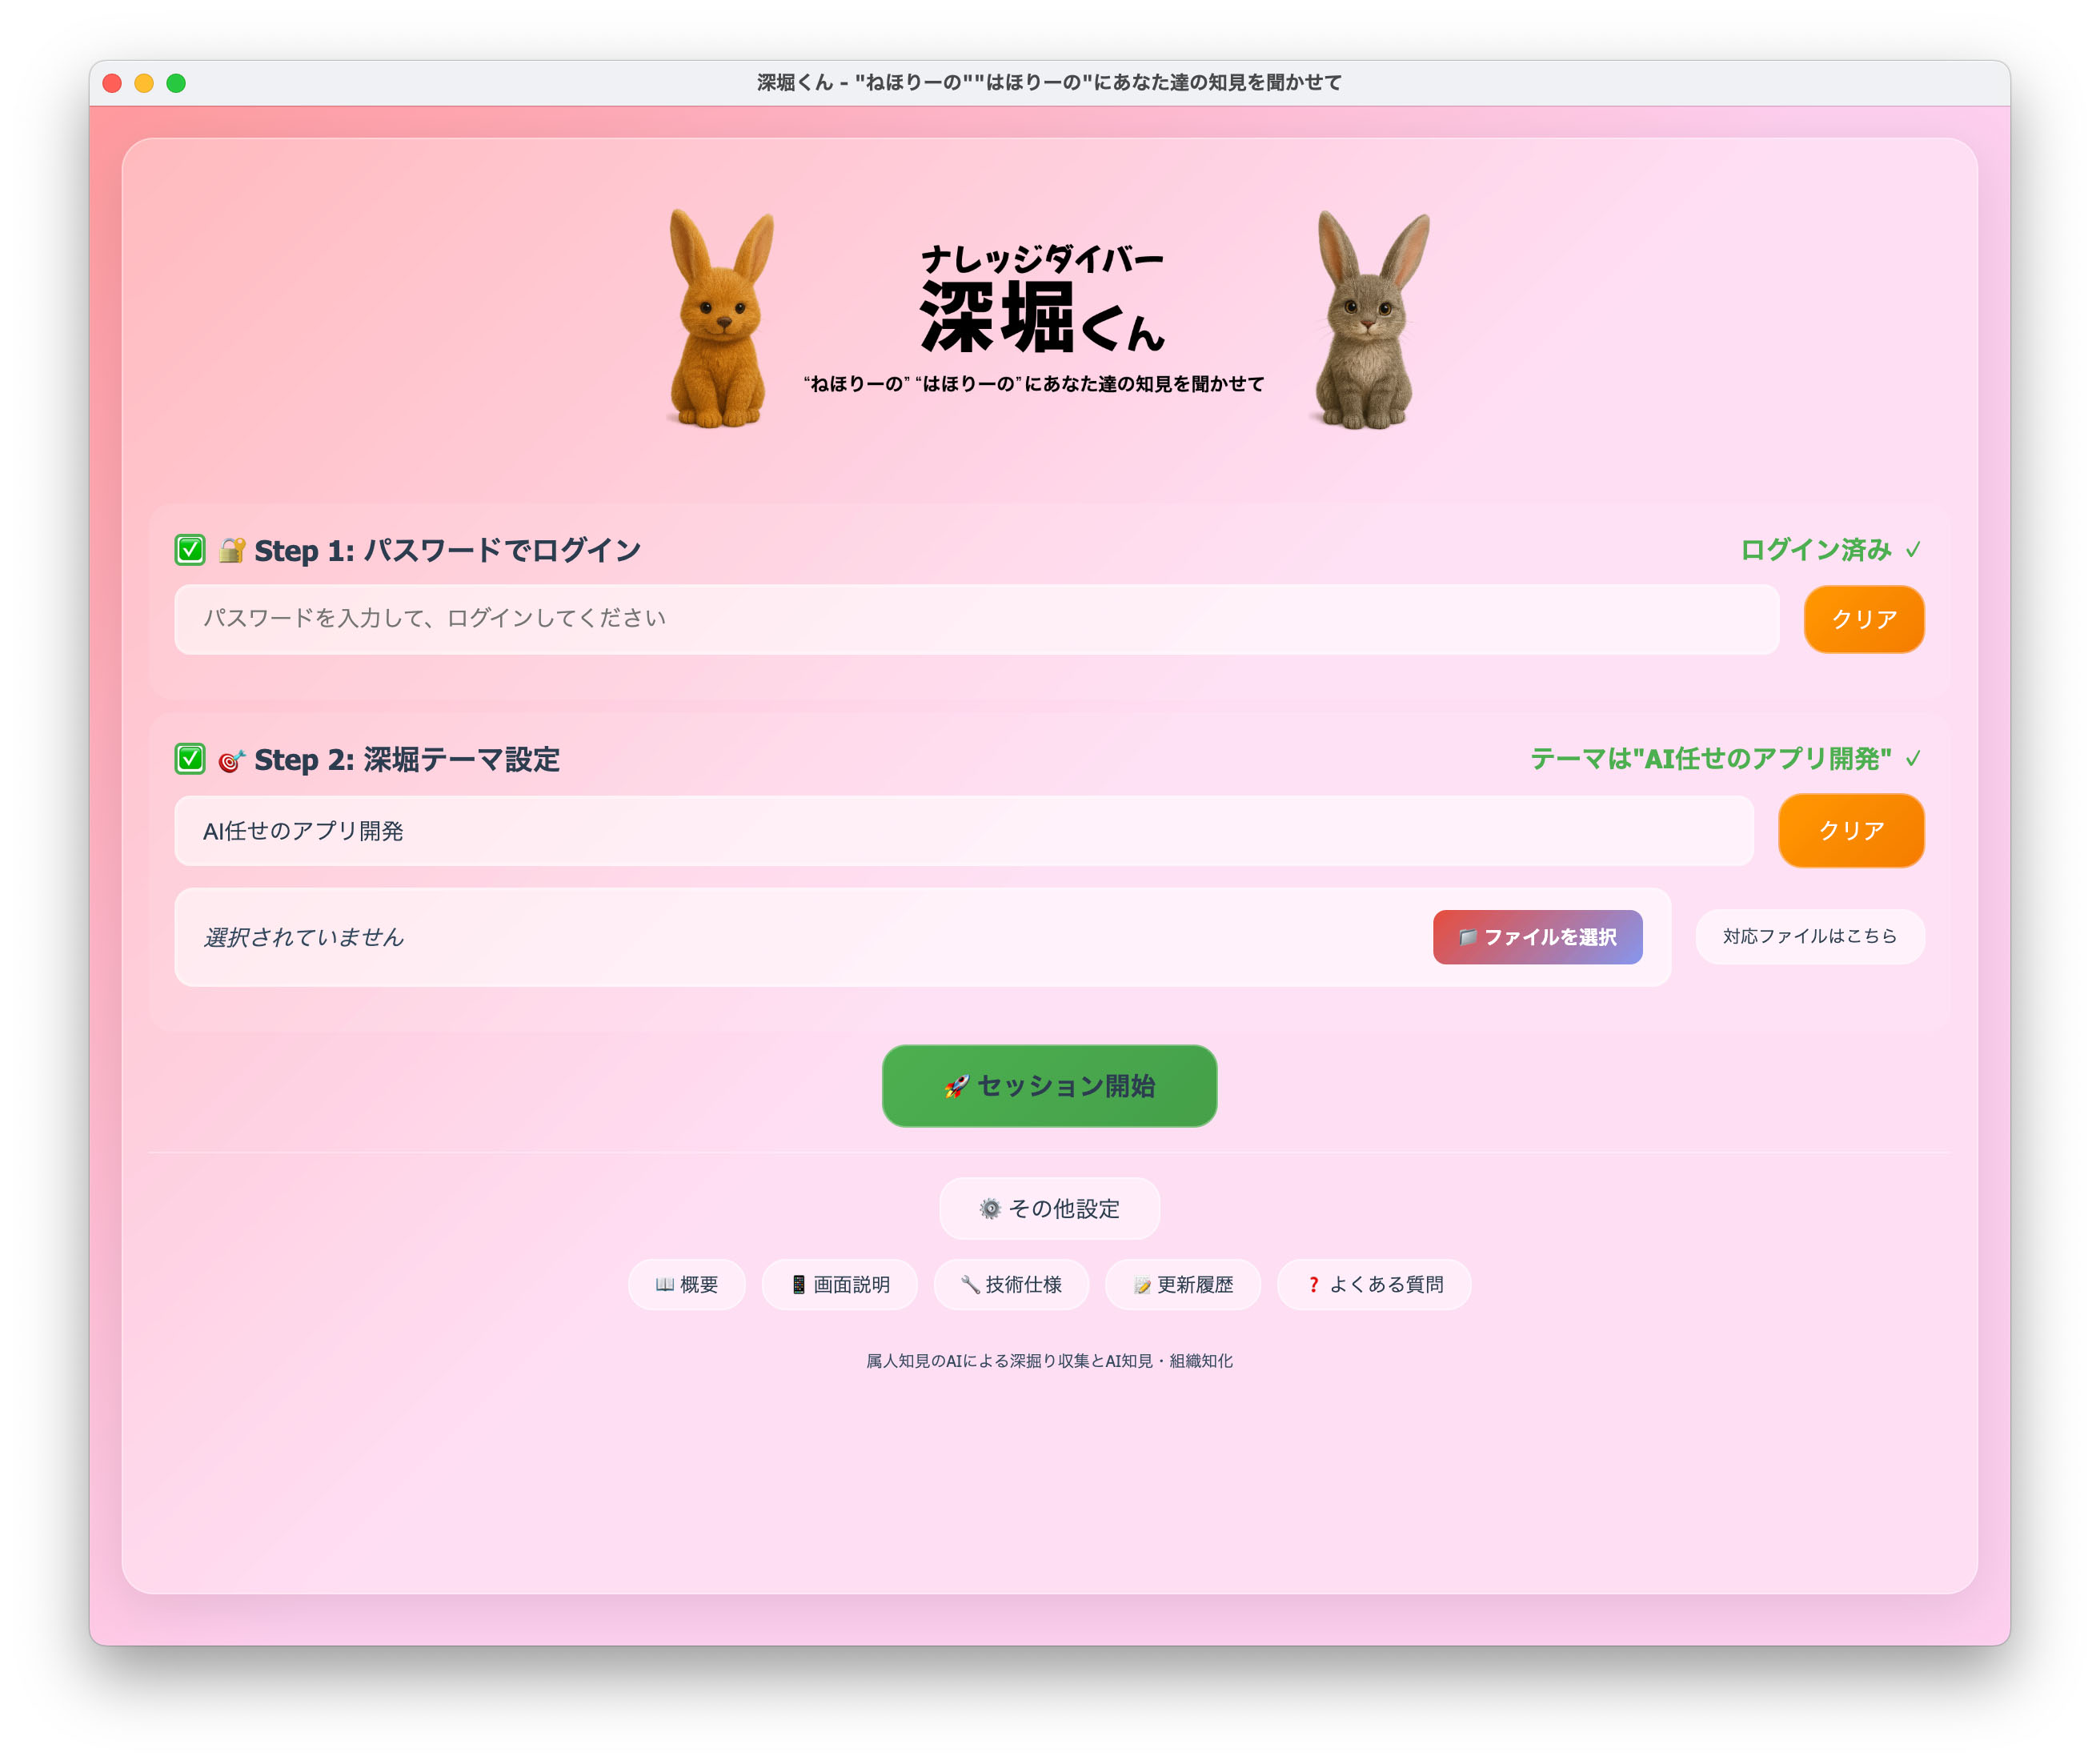 深堀くん - "ねほりーの""はほりーの"にあなた達の知見を聞かせて
ナレッジダイバー
深堀くん
“ねほりーの” “はほりーの” にあなた達の知見を聞かせて
Step 1: パスワードでログイン
ログイン済み ✓
パスワードを入力して、ログインしてください
クリア
Step 2: 深堀テーマ設定
テーマは"AI任せのアプリ開発" ✓
AI任せのアプリ開発
クリア
選択されていません
ファイルを選択
対応ファイルはこちら
セッション開始
その他設定
概要
画面説明
技術仕様
更新履歴
❓ よくある質問
属人知見のAIによる深掘り収集とAI知見・組織知化